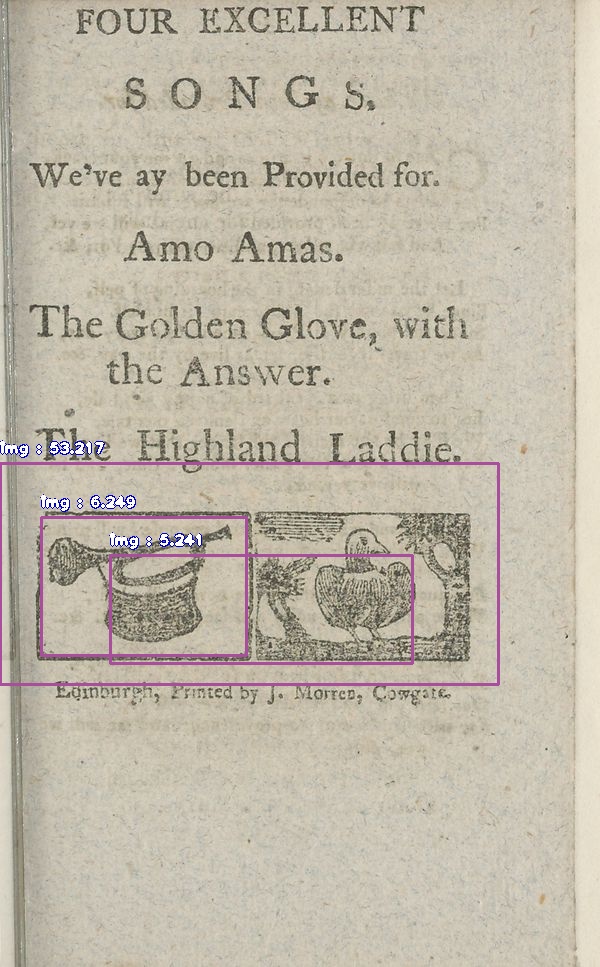 FOUR EXCELLENT
SONGS.
We've ay been Provided for.
Amo Amas.
The Golden Glove, with
the Answer.
The Highland Laddie.
img : 53.217
img : 6.249
img : 5.241
Edinburgh, Printed by J. Morren, Cowgate.